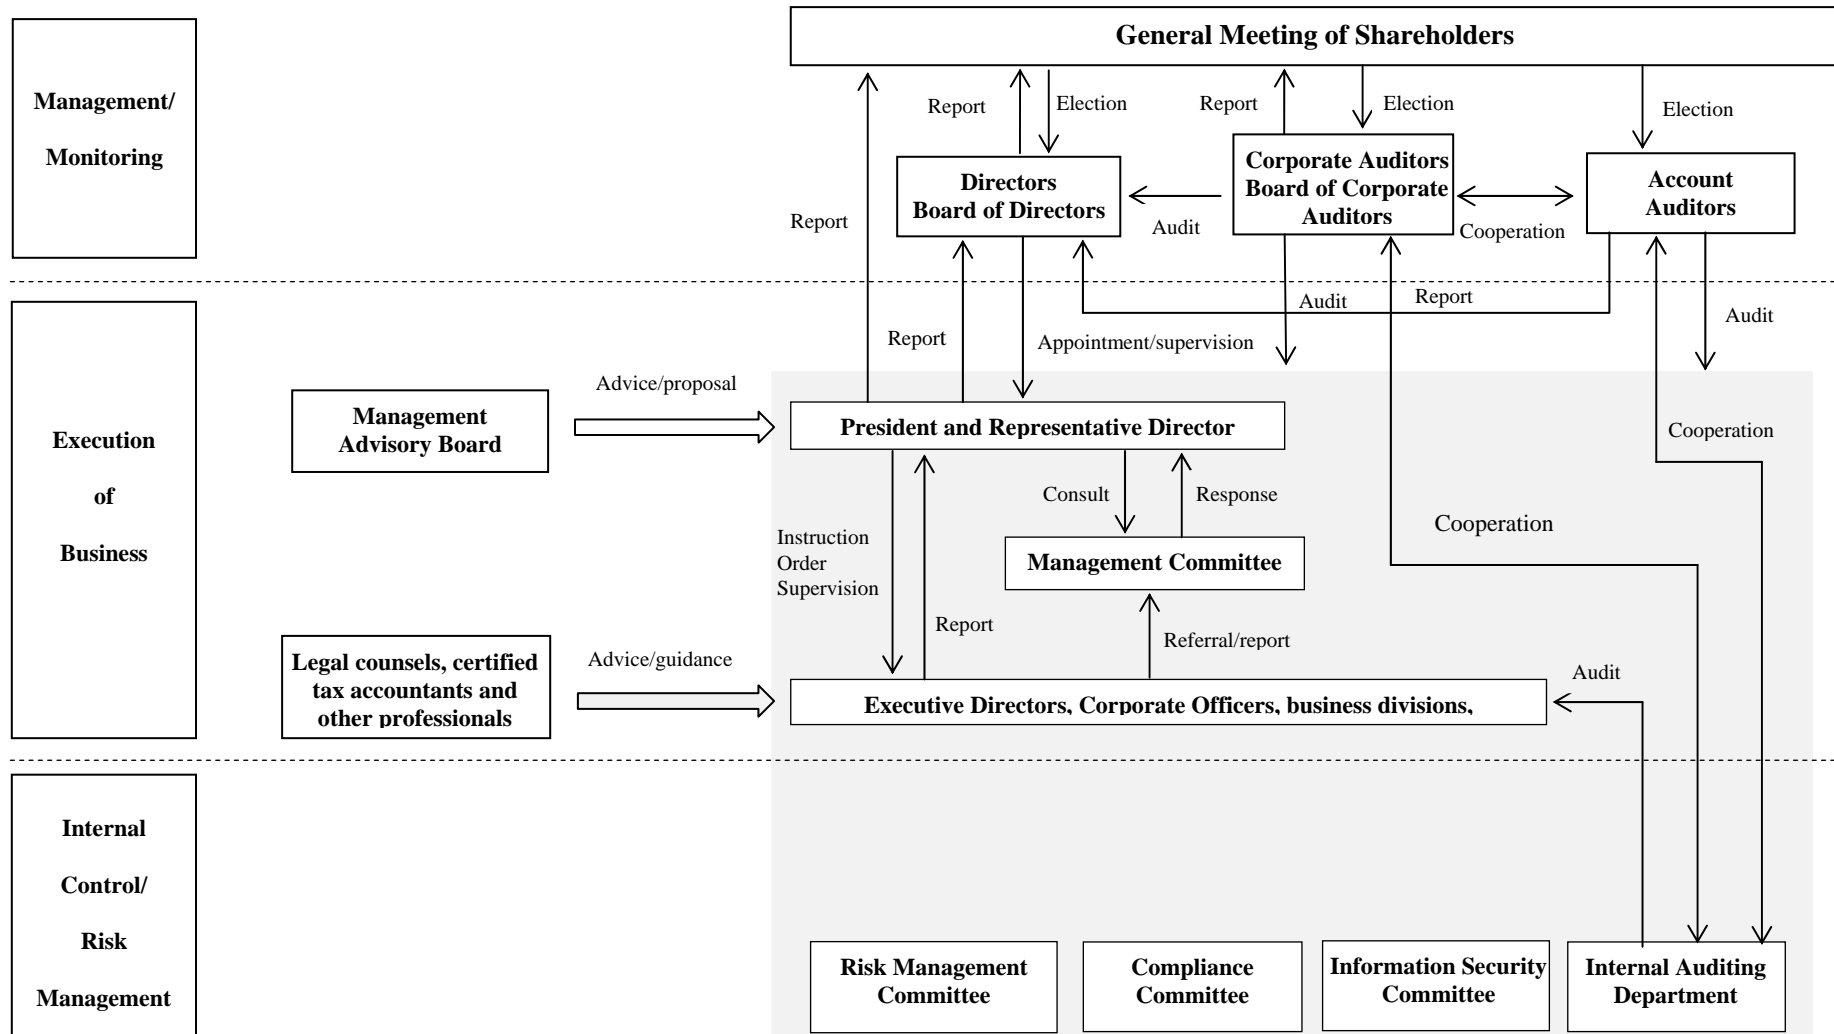 General Meeting of Shareholders
Management/
Monitoring
Report
Election
Report
Election
Election
Report
Directors
Board of Directors
Audit
Corporate Auditors
Board of Corporate
Auditors
Cooperation
Account
Auditors
Report
Appointment/supervision
Audit
Report
Audit
Execution
of
Business
Advice/proposal
Management
Advisory Board
President and Representative Director
Cooperation
Consult
Response
Cooperation
Instruction
Order
Supervision
Management Committee
Report
Referral/report
Legal counsels, certified
tax accountants and
other professionals
Advice/guidance
Audit
Executive Directors, Corporate Officers, business divisions,
Internal
Control/
Risk
Management
Risk Management
Committee
Compliance
Committee
Information Security
Committee
Internal Auditing
Department